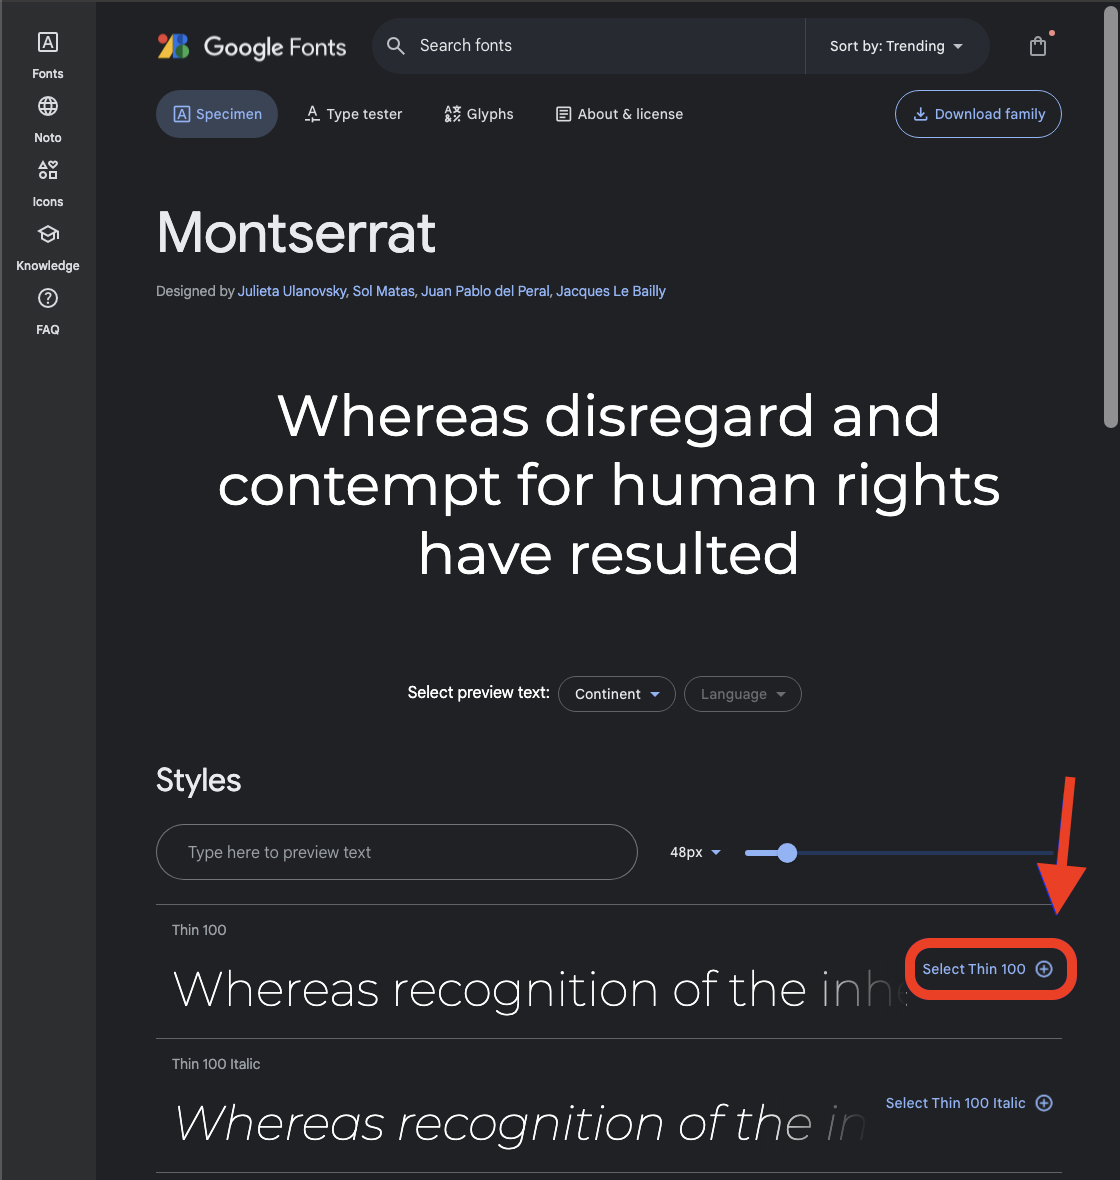 Fonts
Noto
Icons
Knowledge
FAQ
Google Fonts
Search fonts
Sort by: Trending
Specimen
Type tester
Glyphs
About & license
Download family
Montserrat
Designed by Julieta Ulanovsky, Sol Matas, Juan Pablo del Peral, Jacques Le Bailly
Whereas disregard and
contempt for human rights
have resulted
Select preview text:
Continent
Language
Styles
Type here to preview text
48px
Thin 100
Whereas recognition of the inhe
Select Thin 100
Thin 100 Italic
Whereas recognition of the in
Select Thin 100 Italic